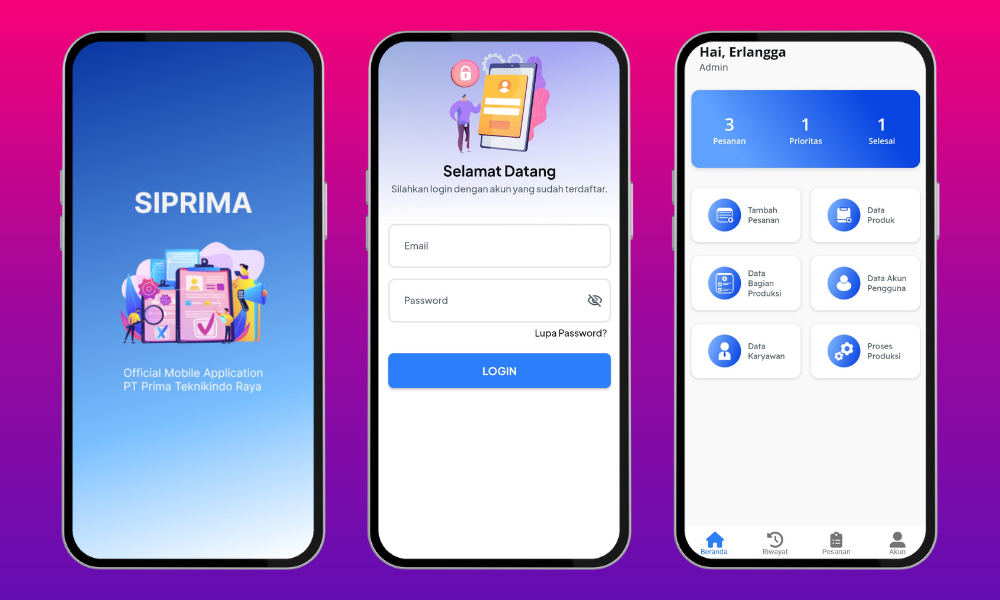 SIPRIMA
Official Mobile Application
PT Prima Teknikindo Raya
Selamat Datang
Silahkan login dengan akun yang sudah terdaftar.
Email
Password
Lupa Password?
LOGIN
Hai, Erlangga
Admin
3 1 1
Pesanan Prioritas Selesai
Tambah
Pesanan
Data
Produk
Data
Bagian
Produksi
Data Akun
Pengguna
Data
Karyawan
Proses
Produksi
Beranda Riwayat Pesanan Akun